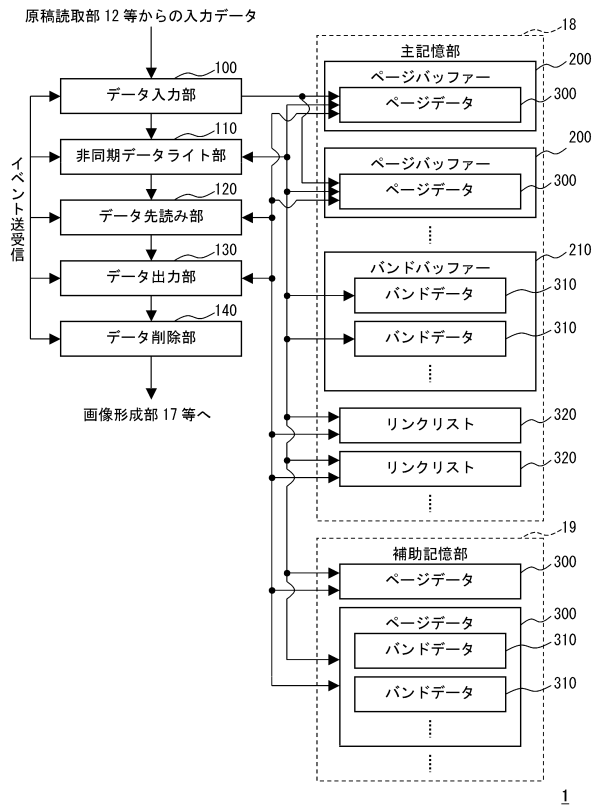 原稿読取部 12 等からの入力データ
データ入力部
100
非同期データライト部
110
データ先読み部
120
データ出力部
130
データ削除部
140
イベント送受信
画像形成部 17 等へ
18
主記憶部
200
ページバッファー
300
ページデータ
200
ページバッファー
300
ページデータ
210
バンドバッファー
310
バンドデータ
310
バンドデータ
320
リンクリスト
320
リンクリスト
19
補助記憶部
300
ページデータ
300
ページデータ
310
バンドデータ
310
バンドデータ
1